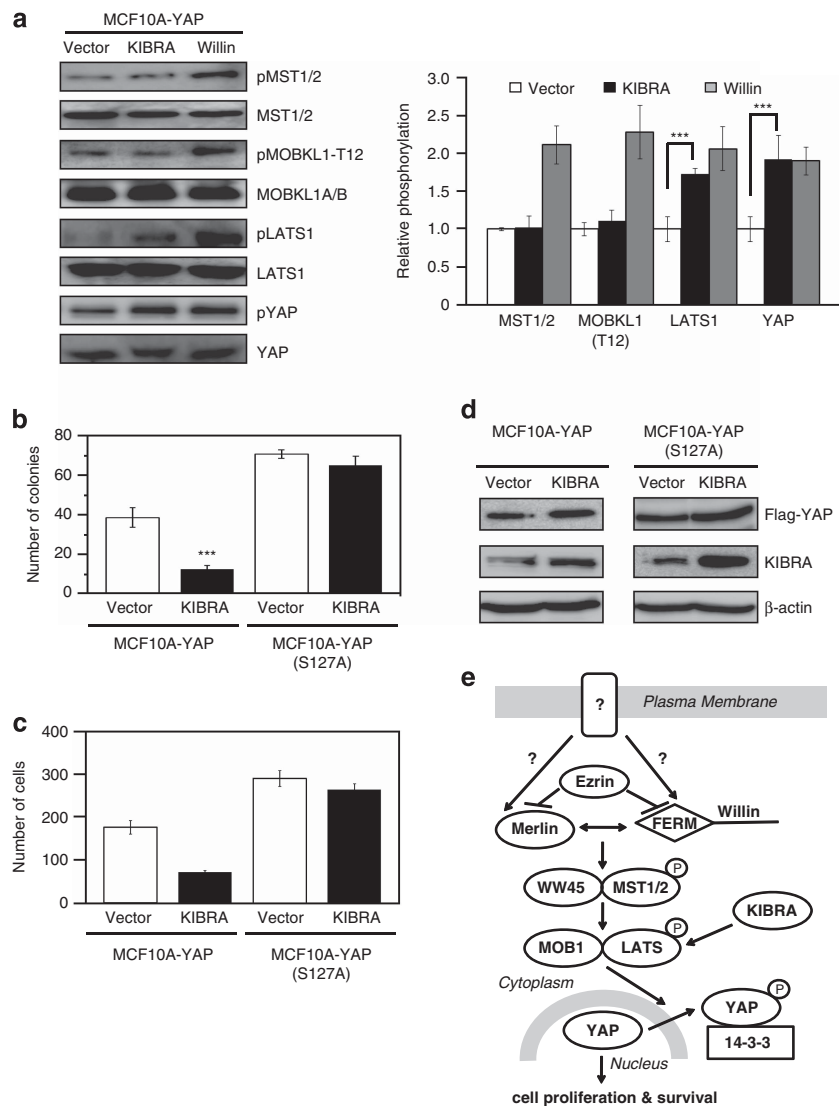 a
MCF10A-YAP
Vector KIBRA Willin
pMST1/2
MST1/2
pMOBKL1-T12
MOBKL1A/B
pLATS1
LATS1
pYAP
YAP
Relative phosphorylation
3.0
2.5
2.0
1.5
1.0
0.5
0.0
Vector KIBRA Willin
***
***
MST1/2 MOBKL1 LATS1 YAP
(T12)
b
Number of colonies
80
60
40
20
0
***
Vector KIBRA Vector KIBRA
MCF10A-YAP MCF10A-YAP
(S127A)
c
Number of cells
400
300
200
100
0
Vector KIBRA Vector KIBRA
MCF10A-YAP MCF10A-YAP
(S127A)
d
MCF10A-YAP MCF10A-YAP
(S127A)
Vector KIBRA Vector KIBRA
Flag-YAP
KIBRA
β-actin
e
? Plasma Membrane
? ?
Ezrin
Merlin FERM Willin
WW45 MST1/2 P
KIBRA
MOB1 LATS P
Cytoplasm
YAP YAP P
14-3-3
Nucleus
cell proliferation & survival